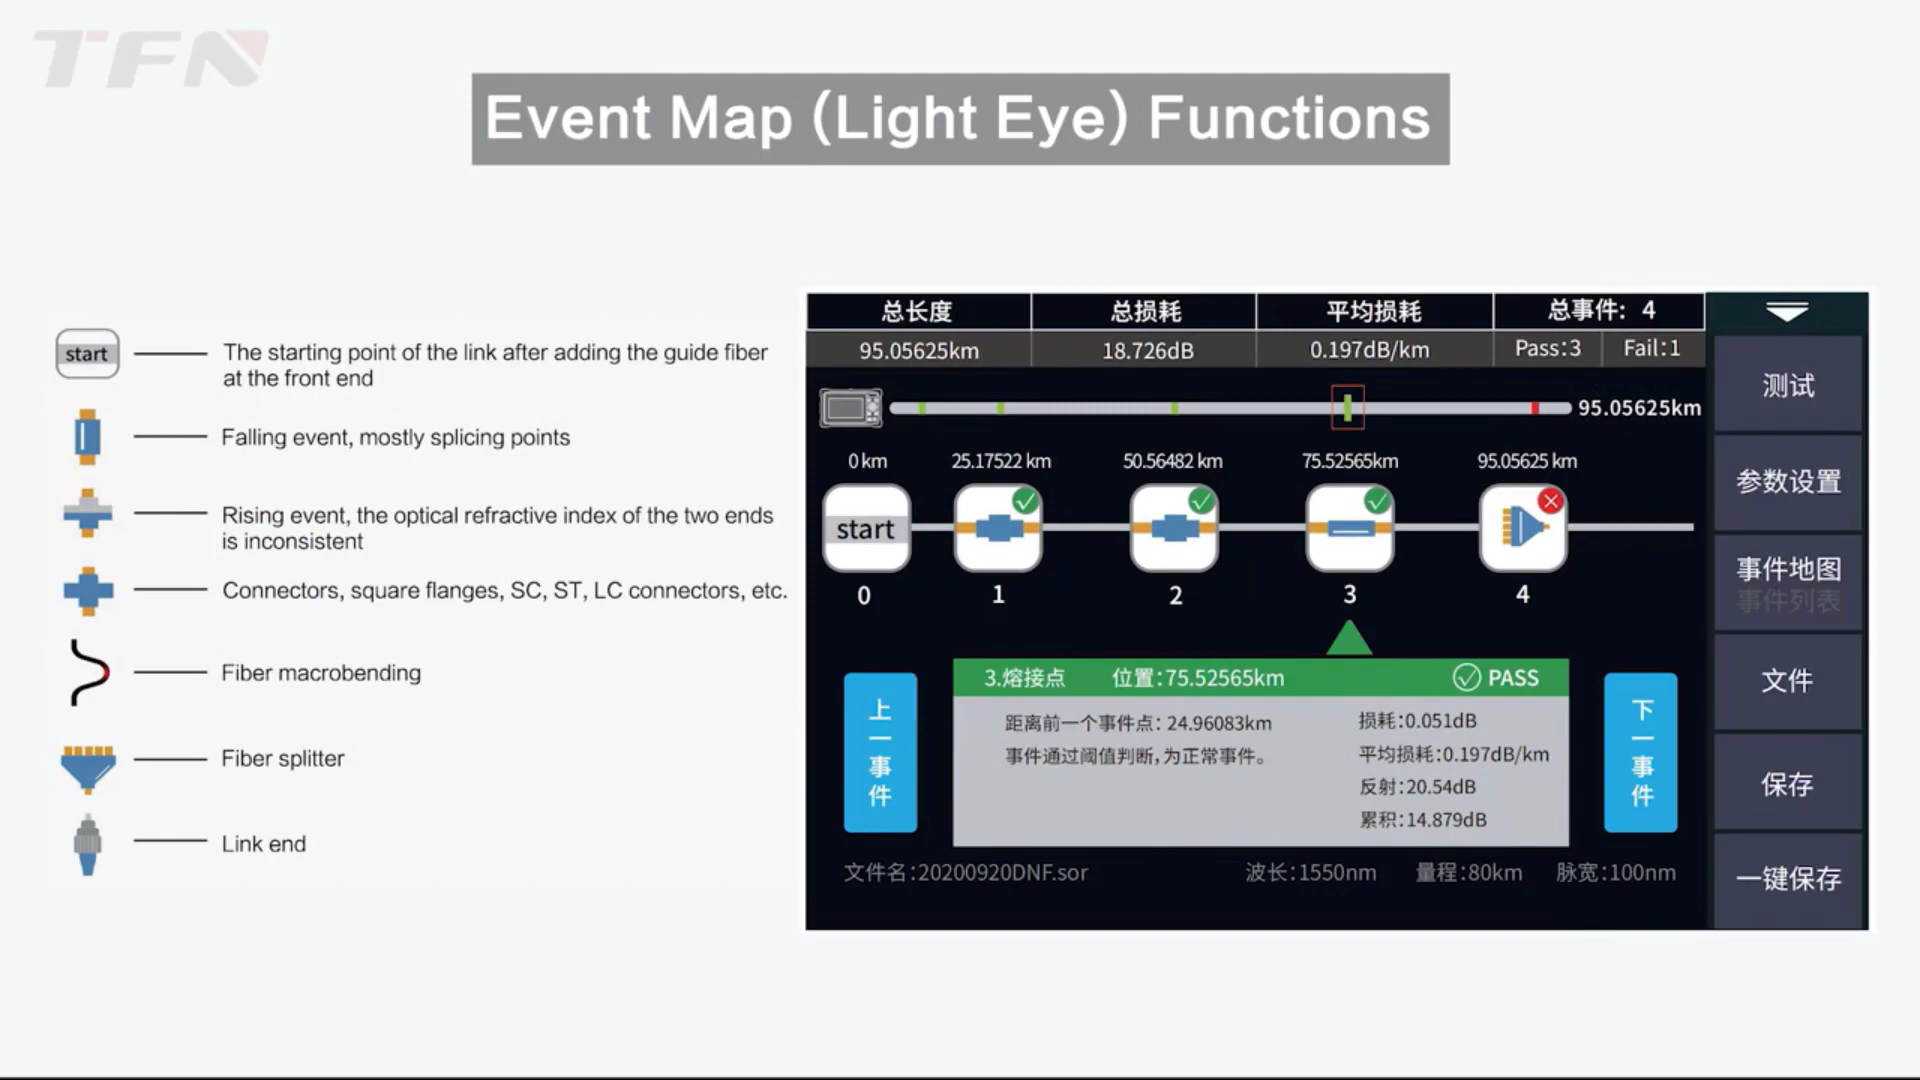 TFN
Event Map (Light Eye) Functions
start
The starting point of the link after adding the guide fiber
at the front end
Falling event, mostly splicing points
Rising event, the optical refractive index of the two ends
is inconsistent
Connectors, square flanges, SC, ST, LC connectors, etc.
Fiber macrobending
Fiber splitter
Link end
总长度 总损耗 平均损耗 总事件: 4
95.05625km 18.726dB 0.197dB/km Pass:3 Fail:1
95.05625km
0 km 25.17522 km 50.56482 km 75.52565km 95.05625 km
start
0 1 2 3 4
3.熔接点 位置:75.52565km PASS
距离前一个事件点: 24.96083km
事件通过阈值判断,为正常事件。
损耗:0.051dB
平均损耗:0.197dB/km
反射:20.54dB
累积:14.879dB
上一事件
下一事件
文件名:20200920DNF.sor 波长:1550nm 量程:80km 脉宽:100nm
测试
参数设置
事件地图
事件列表
文件
保存
一键保存